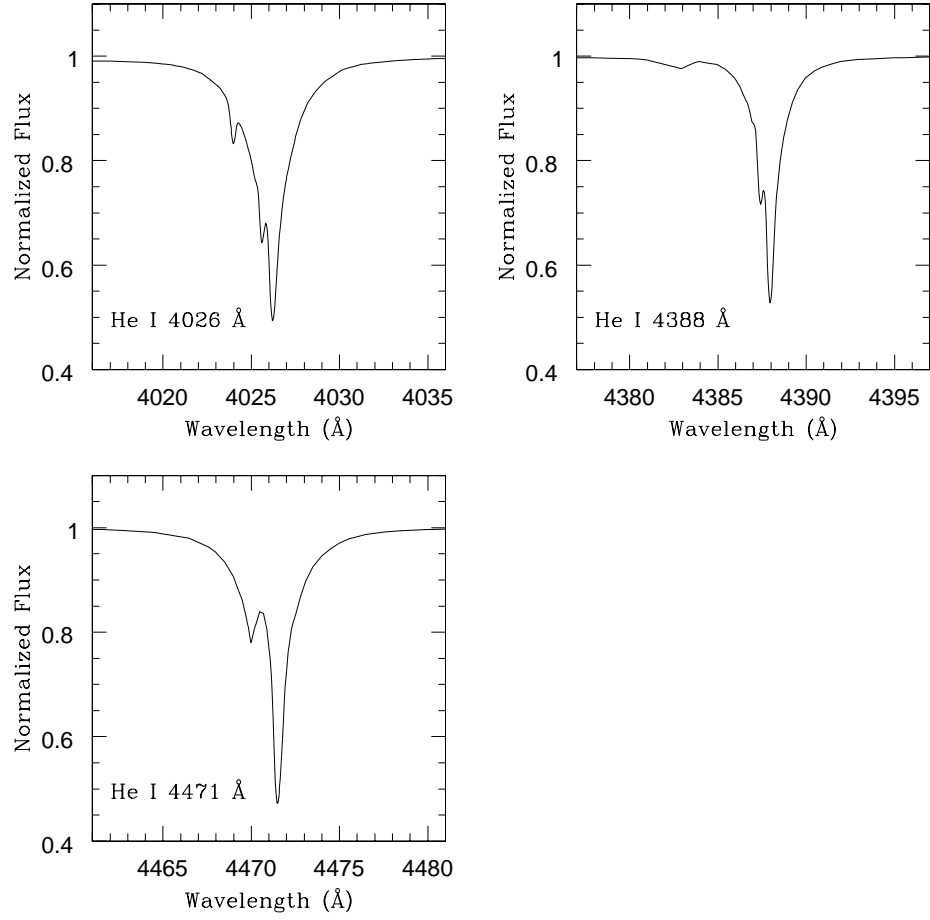 1
0.8
0.6
0.4
Normalized Flux
He I 4026 Å
4020 4025 4030 4035
Wavelength (Å)
1
0.8
0.6
0.4
Normalized Flux
He I 4388 Å
4380 4385 4390 4395
Wavelength (Å)
1
0.8
0.6
0.4
Normalized Flux
He I 4471 Å
4465 4470 4475 4480
Wavelength (Å)